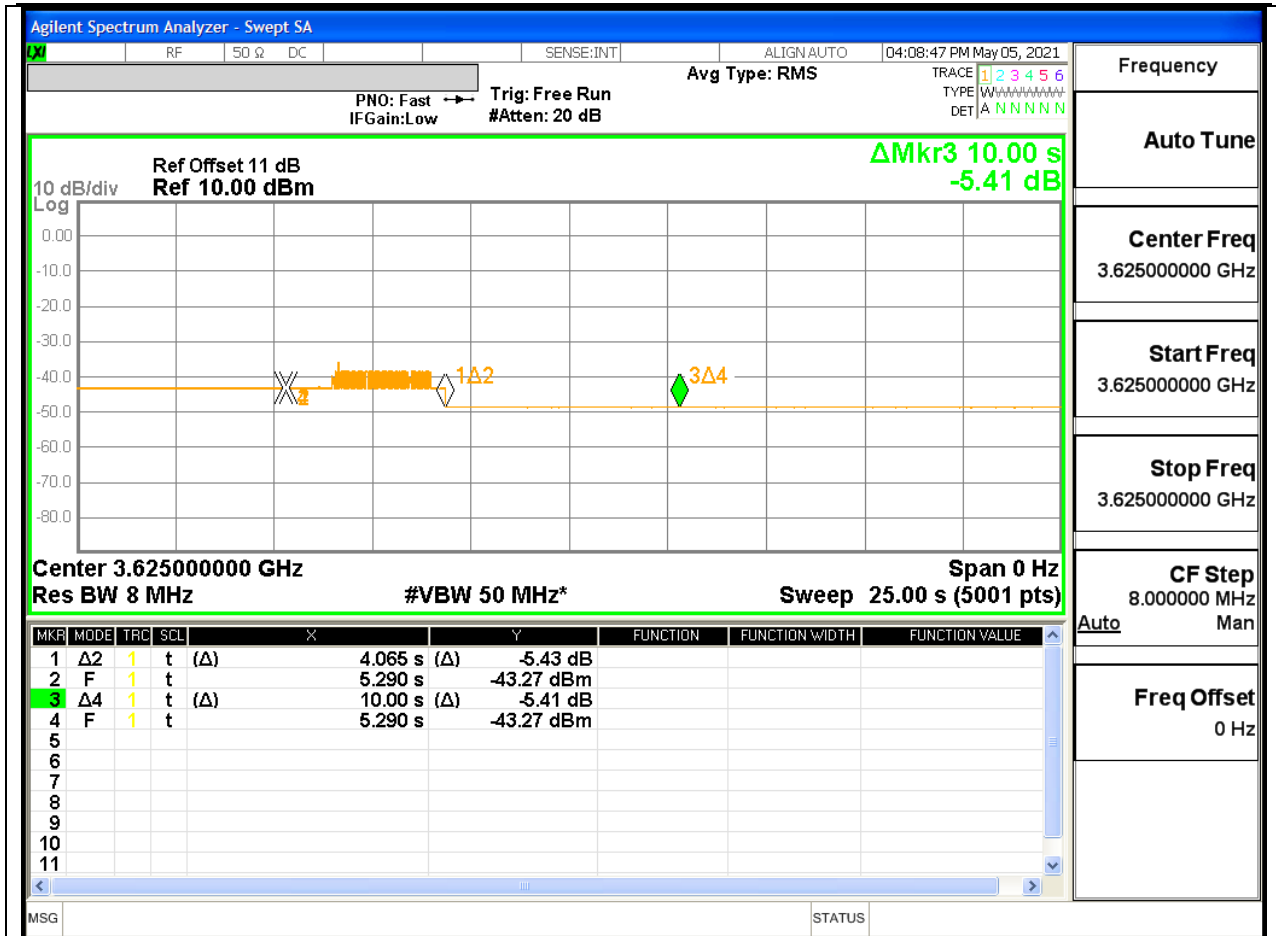 Agilent Spectrum Analyzer - Swept SA
LXI RF 50 Ω DC SENSE:INT ALIGN AUTO 04:08:47 PM May 05, 2021
Avg Type: RMS
TRACE 1 2 3 4 5 6
PNO: Fast Trig: Free Run
TYPE WWWWWW
IFGain:Low #Atten: 20 dB
DET A N N N N N
Ref Offset 11 dB
ΔMkr3 10.00 s
10 dB/div Ref 10.00 dBm
-5.41 dB
Log
0.00
-10.0
-20.0
-30.0
-40.0
-50.0
-60.0
-70.0
-80.0
1Δ2
3Δ4
Center 3.625000000 GHz Span 0 Hz
Res BW 8 MHz #VBW 50 MHz* Sweep 25.00 s (5001 pts)
MKR MODE TRC SCL X Y FUNCTION FUNCTION WIDTH FUNCTION VALUE
1 Δ2 1 t (Δ) 4.065 s (Δ) -5.43 dB
2 F 1 t 5.290 s -43.27 dBm
3 Δ4 1 t (Δ) 10.00 s (Δ) -5.41 dB
4 F 1 t 5.290 s -43.27 dBm
5
6
7
8
9
10
11
MSG STATUS
Frequency
Auto Tune
Center Freq
3.625000000 GHz
Start Freq
3.625000000 GHz
Stop Freq
3.625000000 GHz
CF Step
8.000000 MHz
Auto Man
Freq Offset
0 Hz